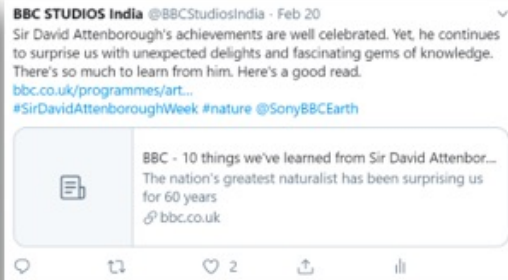 BBC STUDIOS India @BBCStudiosIndia · Feb 20
Sir David Attenborough's achievements are well celebrated. Yet, he continues
to surprise us with unexpected delights and fascinating gems of knowledge.
There's so much to learn from him. Here's a good read.
bbc.co.uk/programmes/art...
#SirDavidAttenboroughWeek #nature @SonyBBCEarth
BBC - 10 things we've learned from Sir David Attenbor...
The nation's greatest naturalist has been surprising us
for 60 years
bbc.co.uk
2